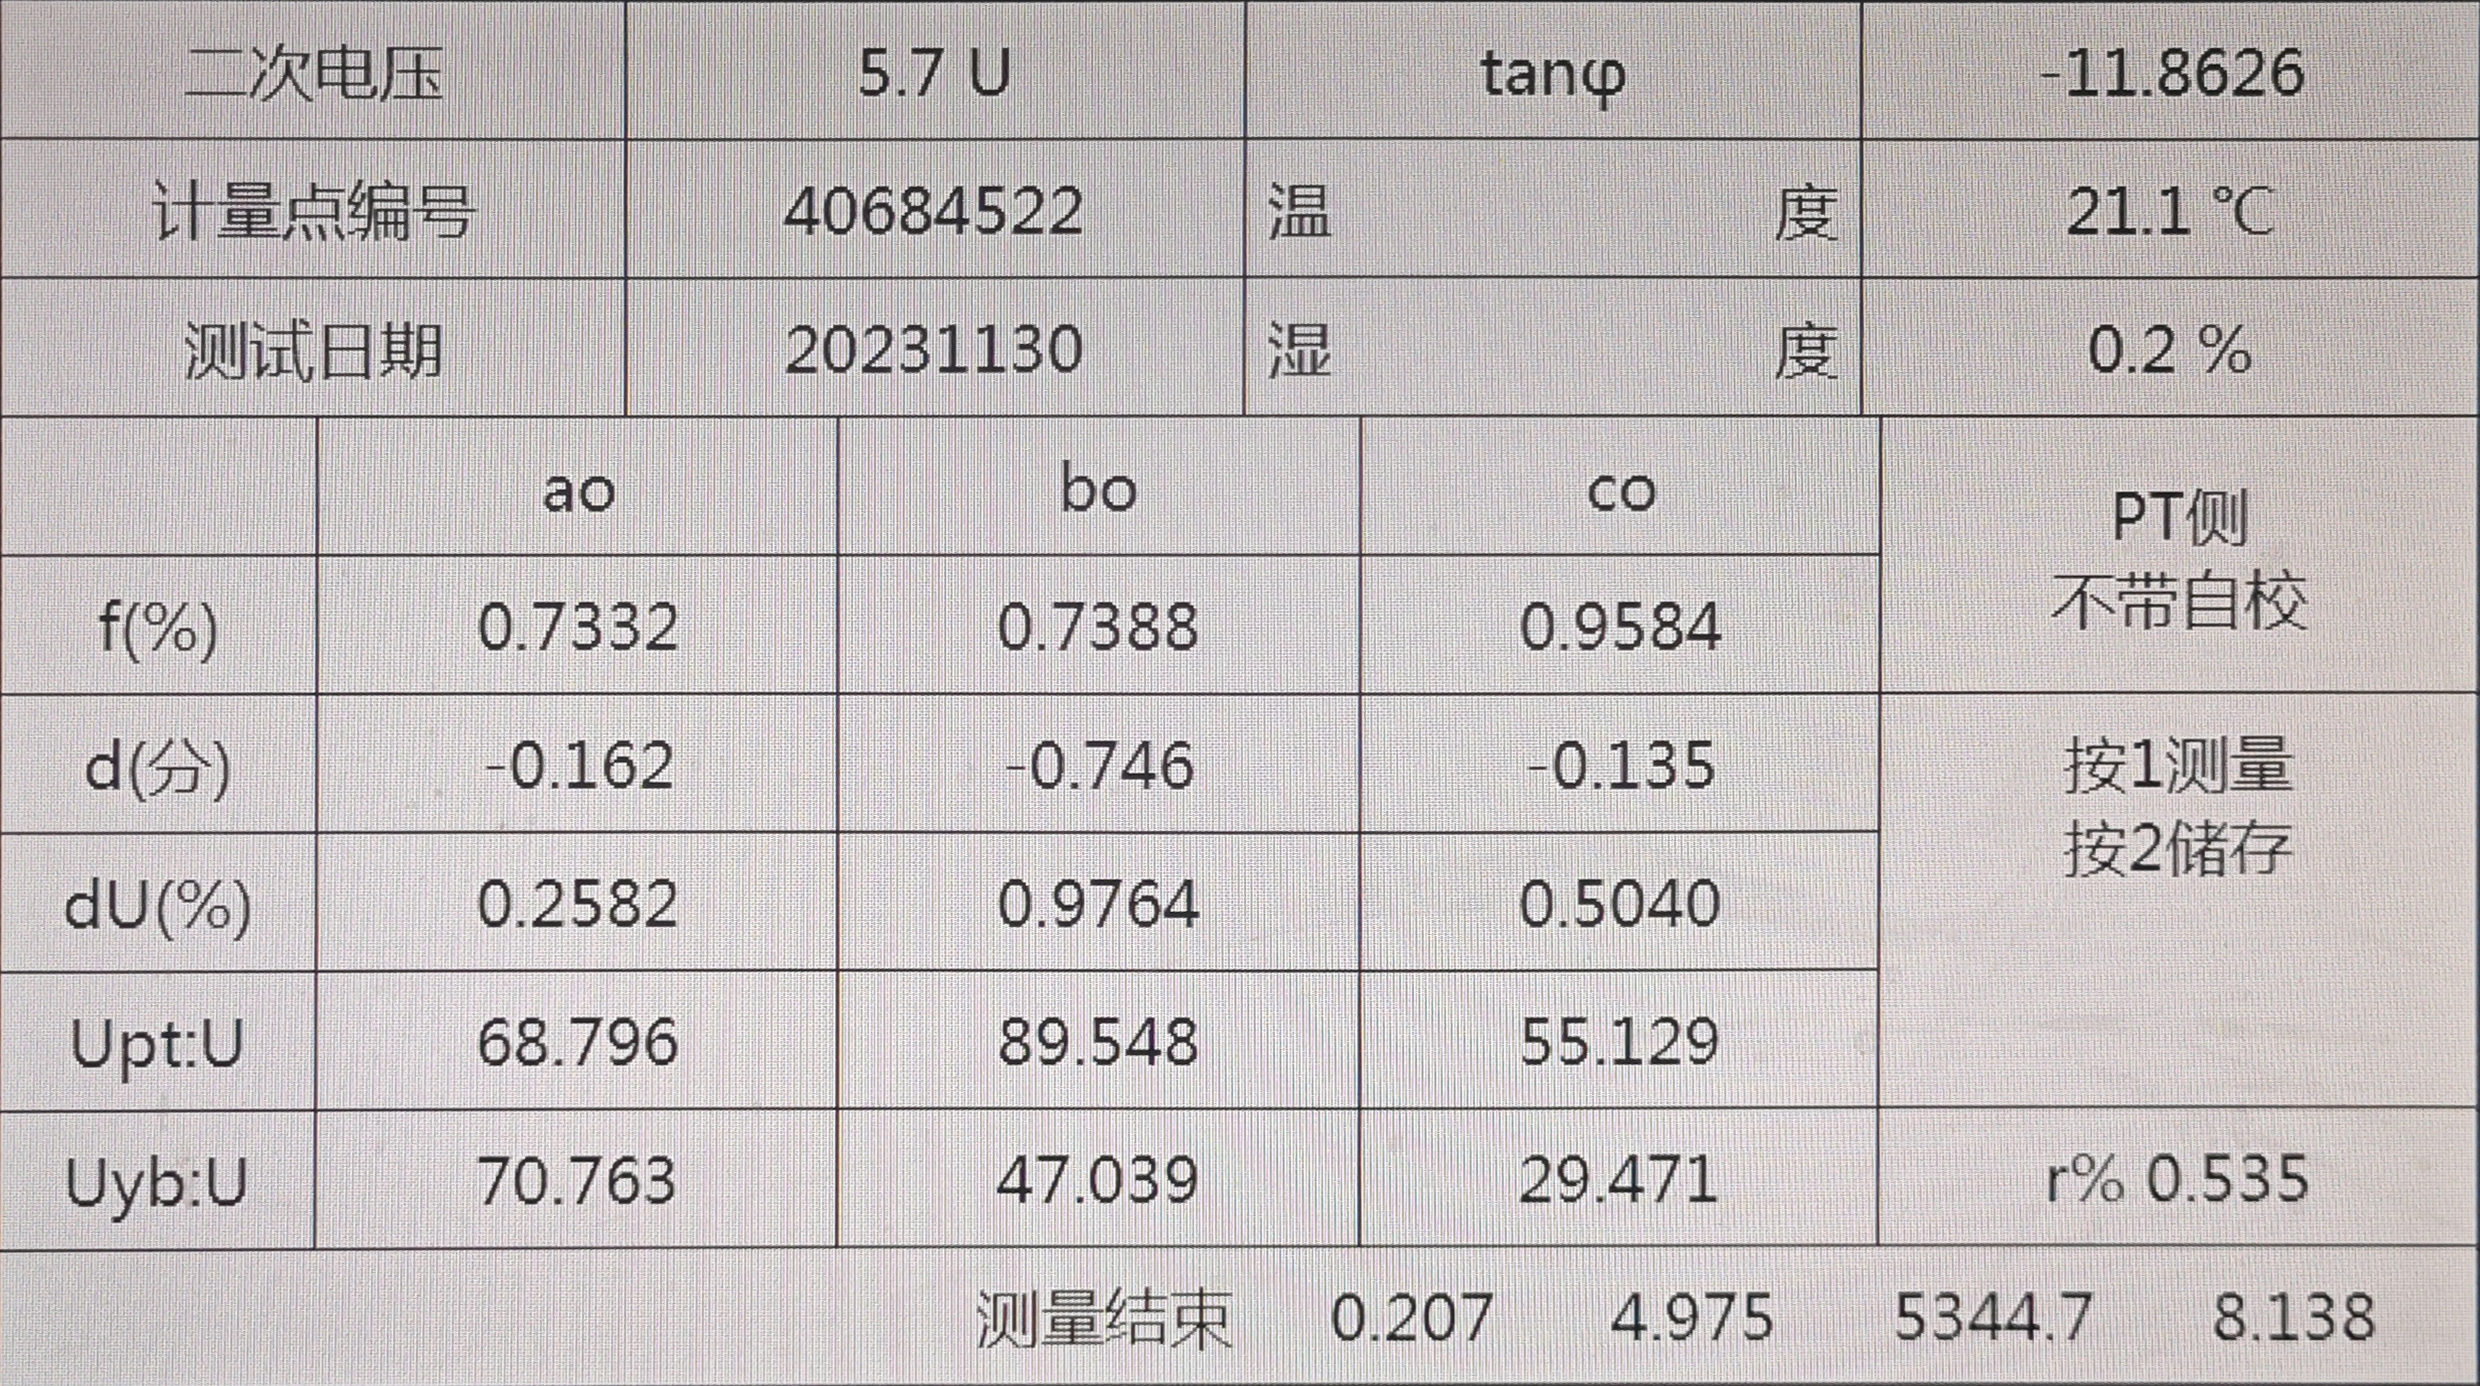 二次电压 5.7 U tanφ -11.8626
计量点编号 40684522 温 度 21.1 ℃
测试日期 20231130 湿 度 0.2 %
ao bo co PT侧
不带自校
f(%) 0.7332 0.7388 0.9584
d(分) -0.162 -0.746 -0.135 按1测量
按2储存
dU(%) 0.2582 0.9764 0.5040
Upt:U 68.796 89.548 55.129
Uyb:U 70.763 47.039 29.471 r% 0.535
测量结束 0.207 4.975 5344.7 8.138